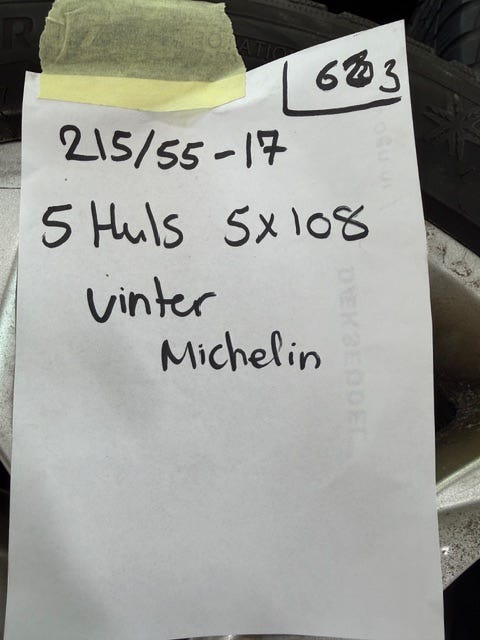 215/55-17
5 Huls 5x108
Vinter
Michelin